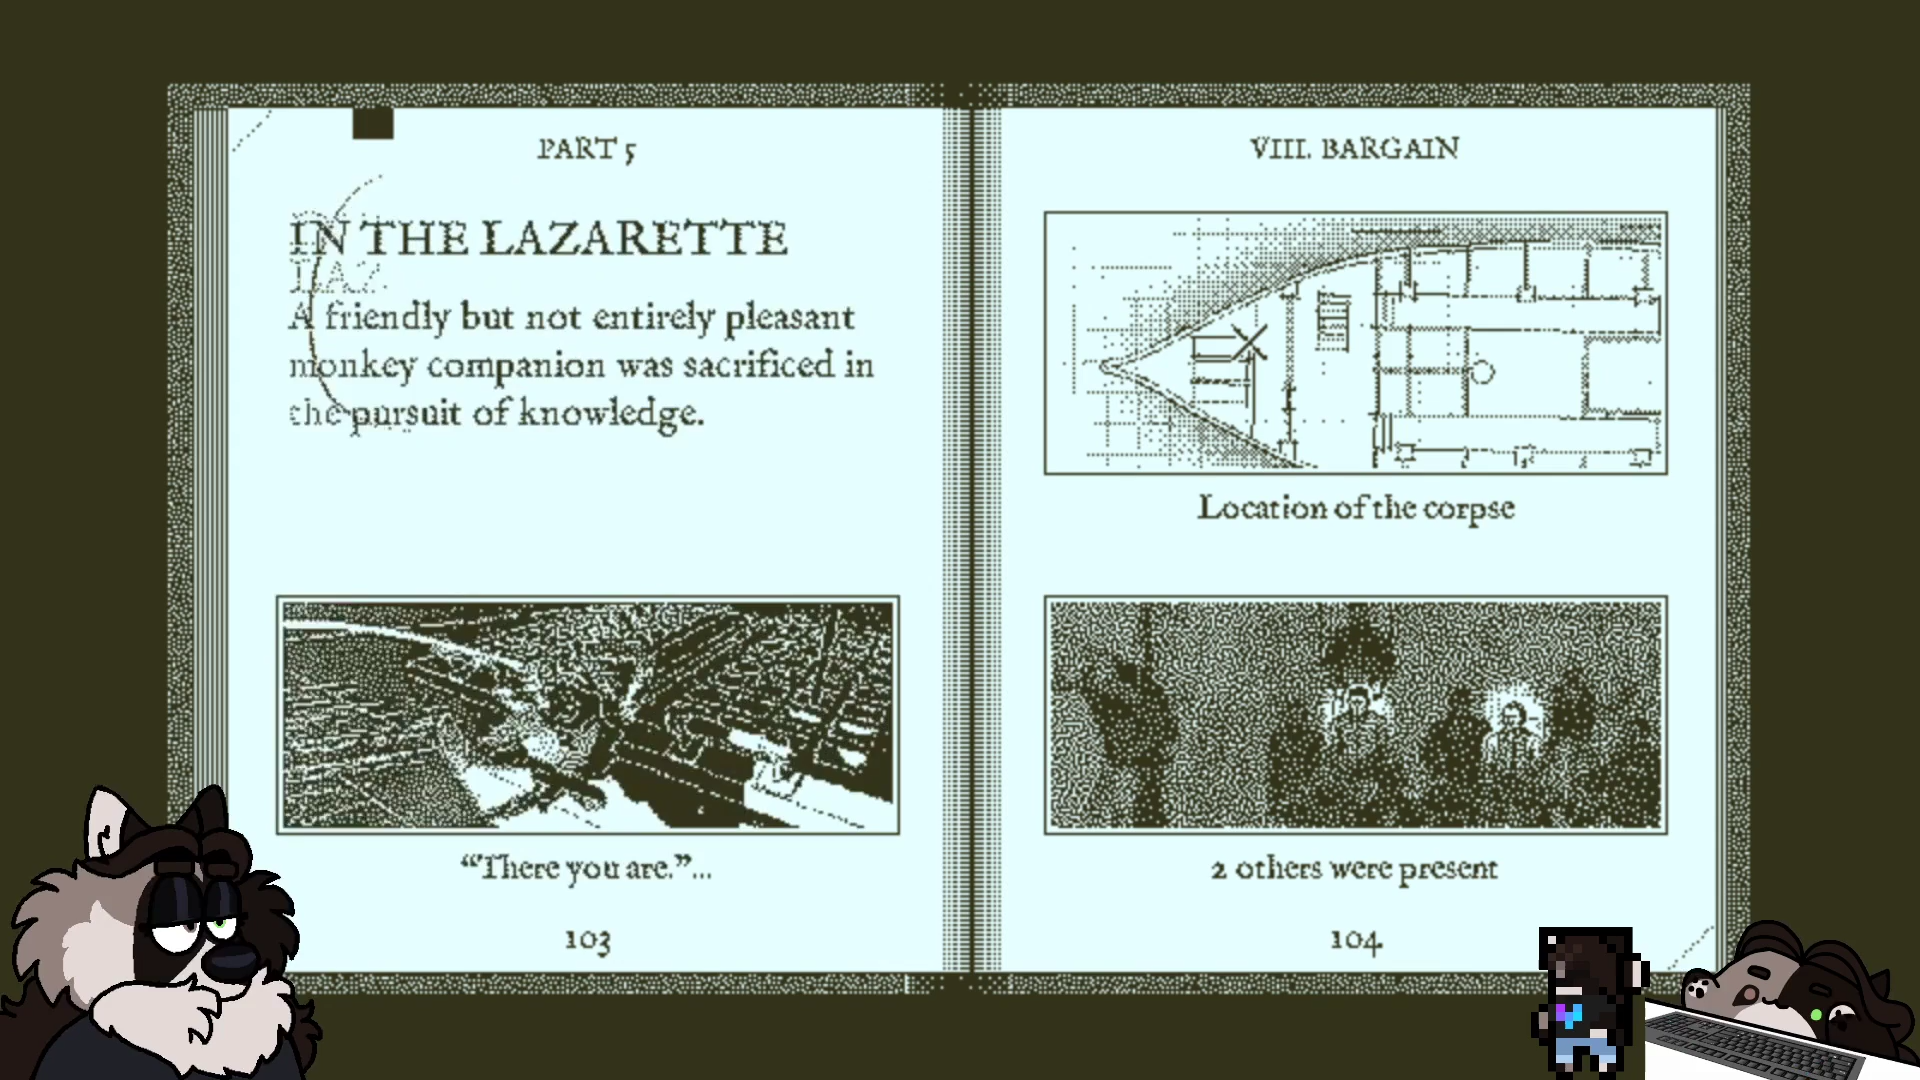 PART 5
IN THE LAZARETTE
A friendly but not entirely pleasant
monkey companion was sacrificed in
the pursuit of knowledge.
“There you are.”...
103
VIII. BARGAIN
Location of the corpse
2 others were present
104